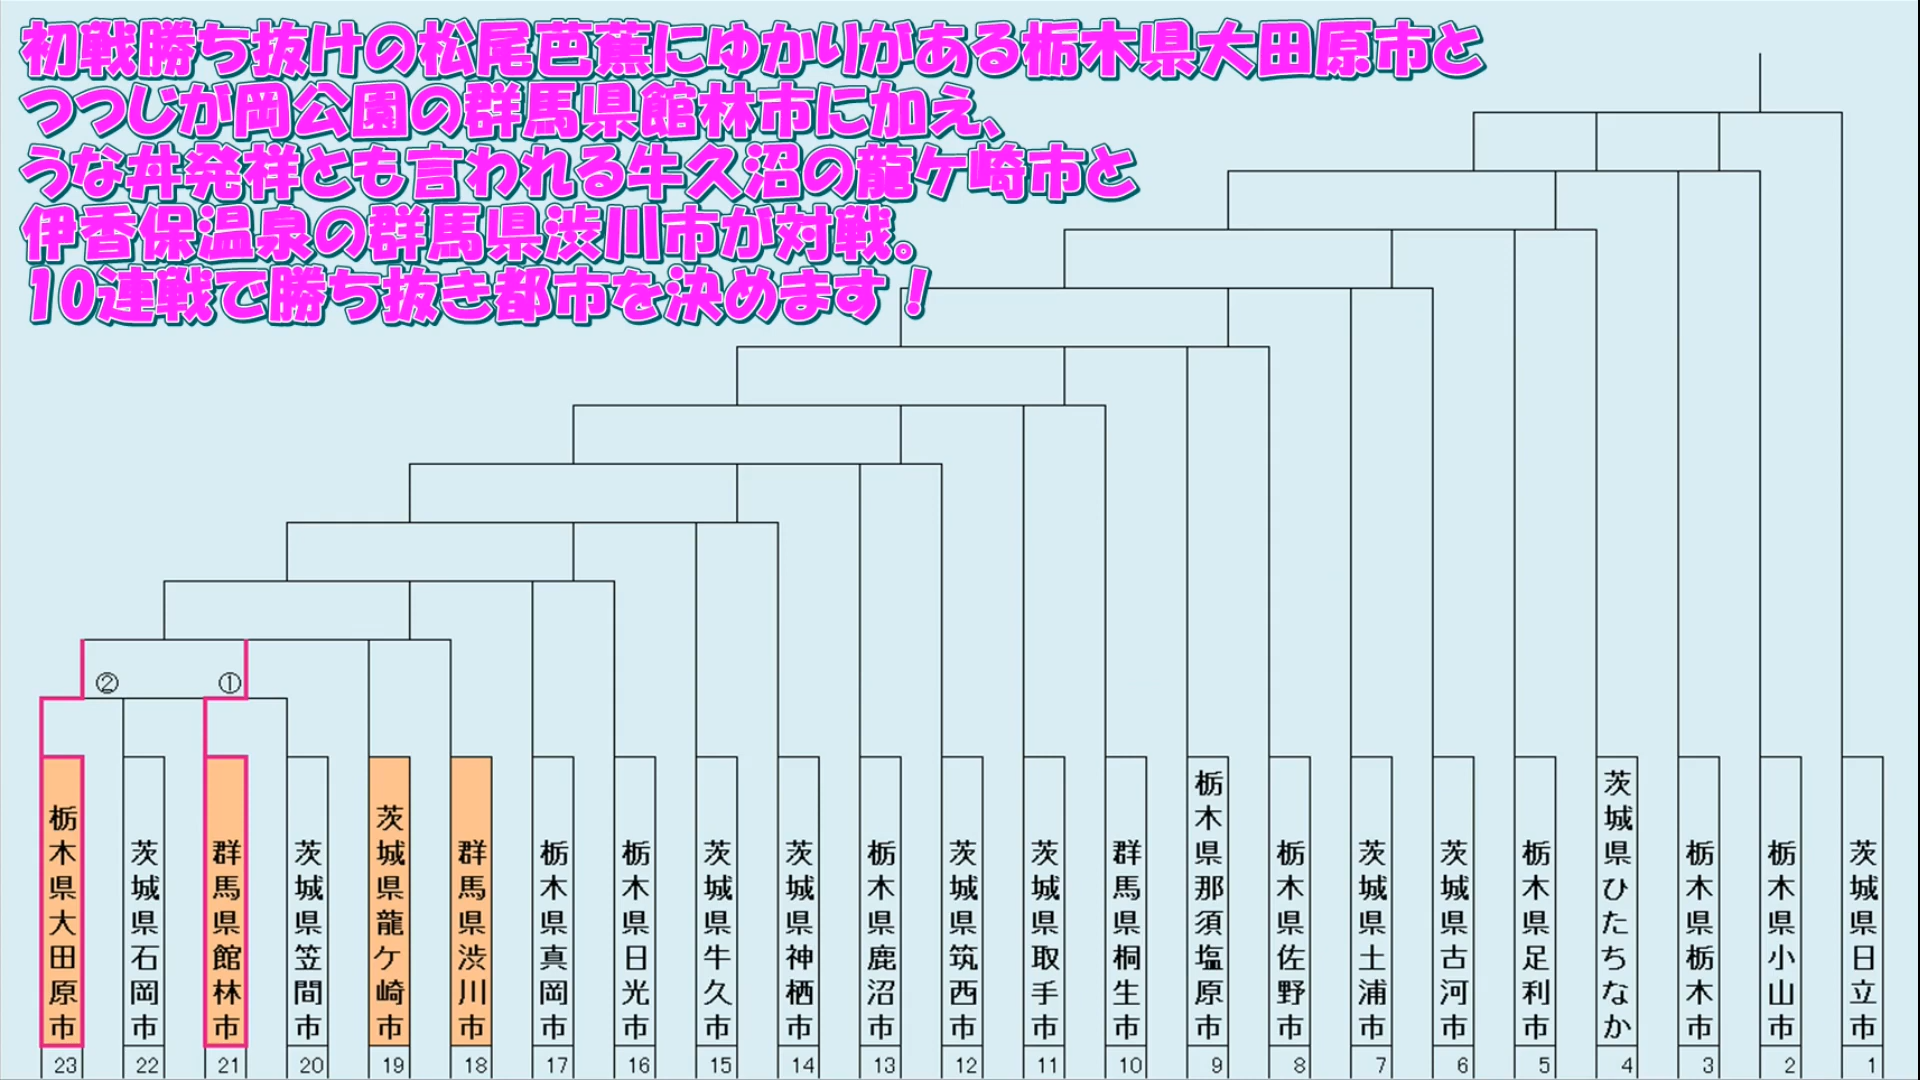 初戦勝ち抜けの松尾芭蕉にゆかりがある栃木県大田原市と
つつじが岡公園の群馬県館林市に加え、
うな丼発祥とも言われる牛久沼の龍ケ崎市と
伊香保温泉の群馬県渋川市が対戦。
10連戦で勝ち抜き都市を決めます！
②
①
栃木県大田原市
茨城県石岡市
群馬県館林市
茨城県笠間市
茨城県龍ケ崎市
群馬県渋川市
栃木県真岡市
栃木県日光市
茨城県牛久市
茨城県神栖市
栃木県鹿沼市
茨城県筑西市
茨城県取手市
群馬県桐生市
栃木県那須塩原市
栃木県佐野市
茨城県土浦市
茨城県古河市
栃木県足利市
茨城県ひたちなか
栃木県栃木市
栃木県小山市
茨城県日立市
23 22 21 20 19 18 17 16 15 14 13 12 11 10 9 8 7 6 5 4 3 2 1